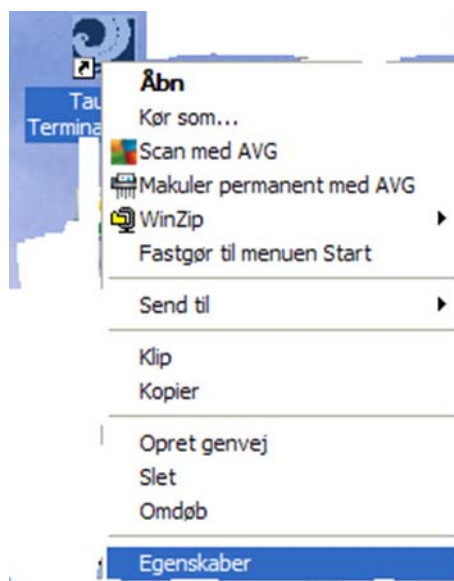 Termina
Åbn
Kør som...
Scan med AVG
Makuler permanent med AVG
WinZip
Fastgør til menuen Start
Send til
Klip
Kopier
Opret genvej
Slet
Omdøb
Egenskaber